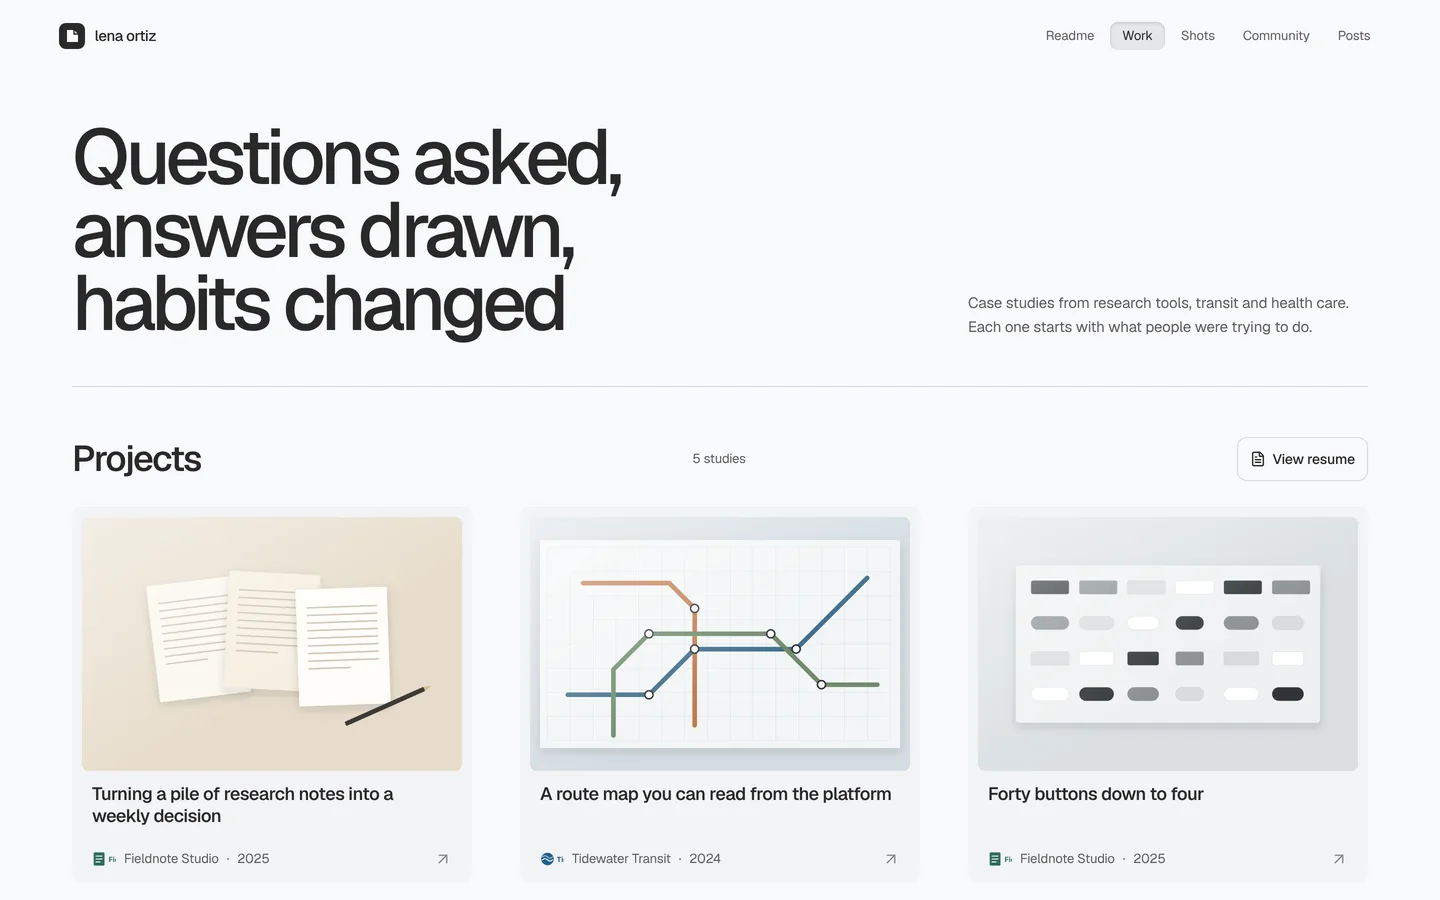 lena ortiz
Readme
Work
Shots
Community
Posts
Questions asked,
answers drawn,
habits changed
Case studies from research tools, transit and health care.
Each one starts with what people were trying to do.
Projects
5 studies
View resume
Turning a pile of research notes into a
weekly decision
Fieldnote Studio · 2025
A route map you can read from the platform
Tidewater Transit · 2024
Forty buttons down to four
Fieldnote Studio · 2025